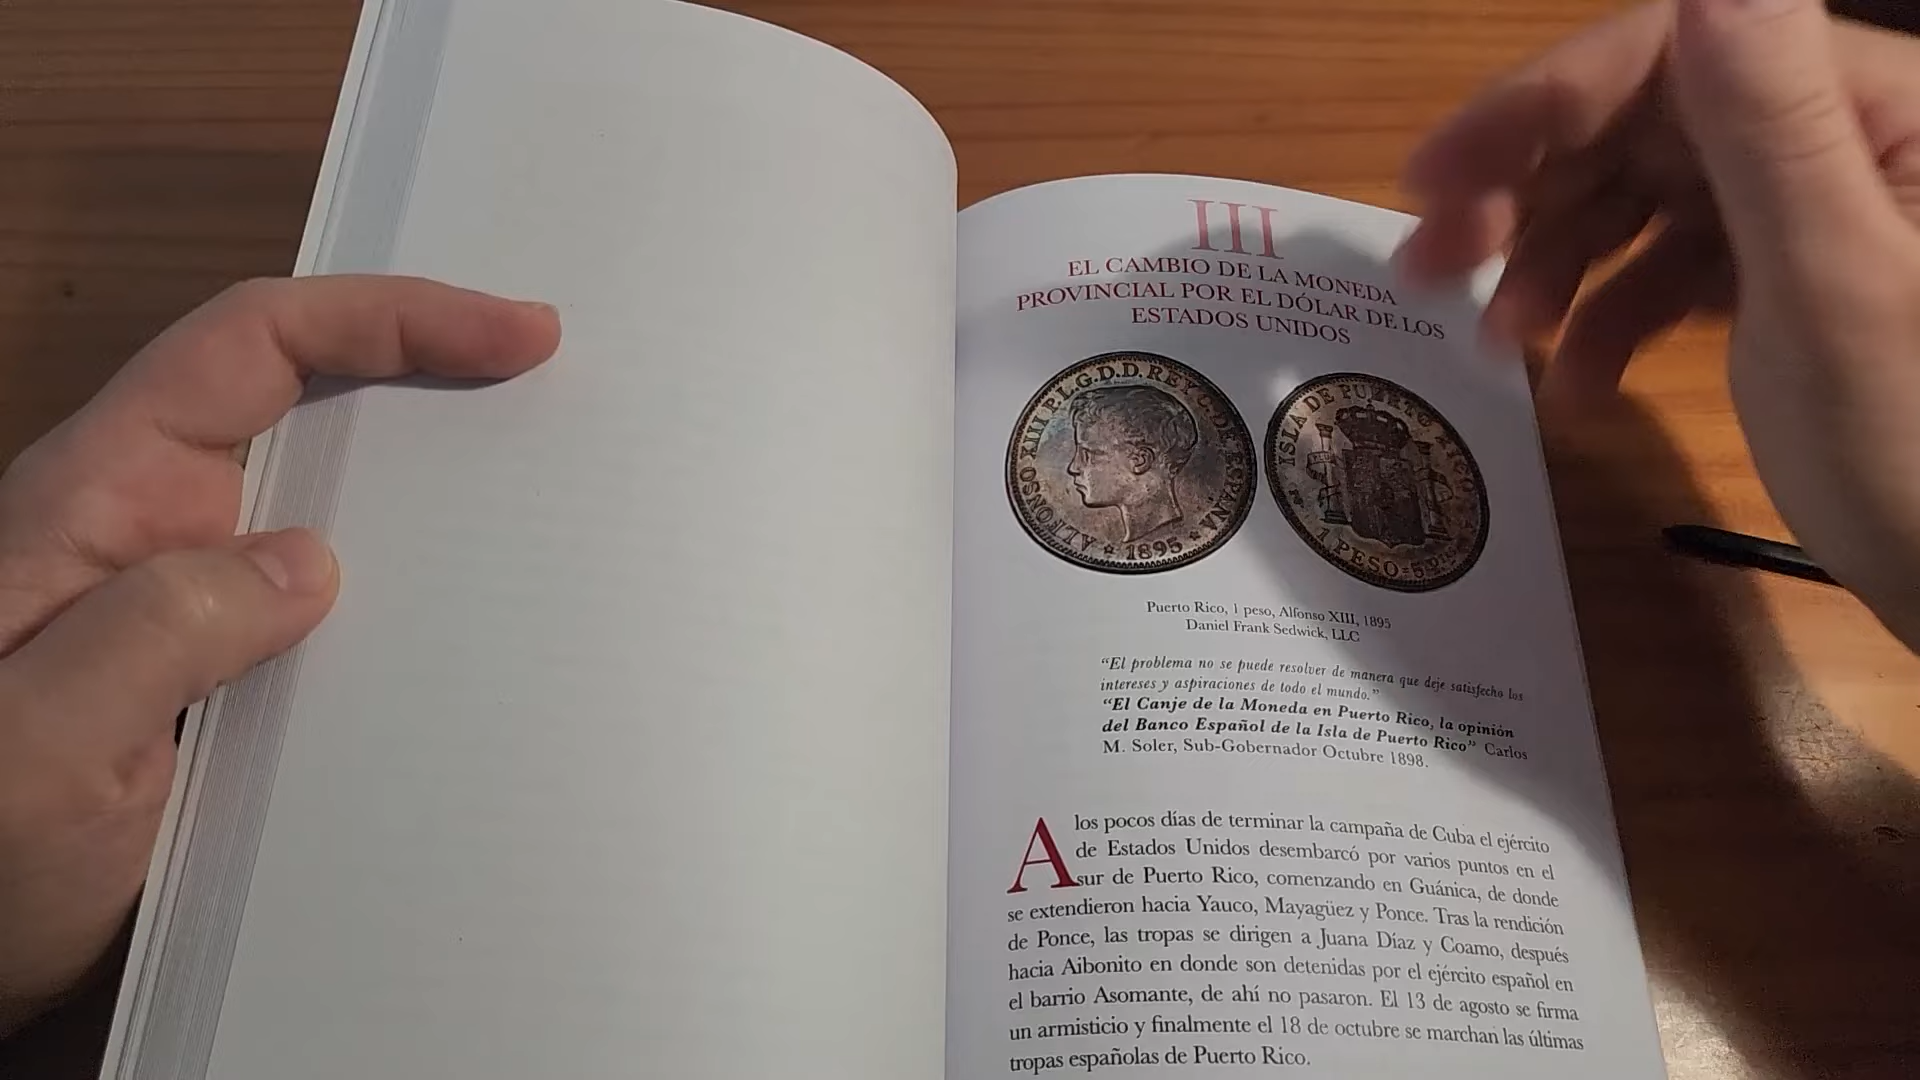 III
EL CAMBIO DE LA MONEDA
PROVINCIAL POR EL DÓLAR DE LOS
ESTADOS UNIDOS
ALFONSO XIII P.L.G.D.D. REY C. DE ESPAÑA
★ 1895 ★
ISLA DE PUERTO RICO
1 PESO=5
Puerto Rico, 1 peso, Alfonso XIII, 1895
Daniel Frank Sedwick, LLC
“El problema no se puede resolver de manera que deje satisfecho los
intereses y aspiraciones de todo el mundo.”
“El Canje de la Moneda en Puerto Rico, la opinión
del Banco Español de la Isla de Puerto Rico” Carlos
M. Soler, Sub-Gobernador Octubre 1898.
A los pocos días de terminar la campaña de Cuba el ejército
de Estados Unidos desembarcó por varios puntos en el
sur de Puerto Rico, comenzando en Guánica, de donde
se extendieron hacia Yauco, Mayagüez y Ponce. Tras la rendición
de Ponce, las tropas se dirigen a Juana Díaz y Coamo, después
hacia Aibonito en donde son detenidas por el ejército español en
el barrio Asomante, de ahí no pasaron. El 13 de agosto se firma
un armisticio y finalmente el 18 de octubre se marchan las últimas
tropas españolas de Puerto Rico.